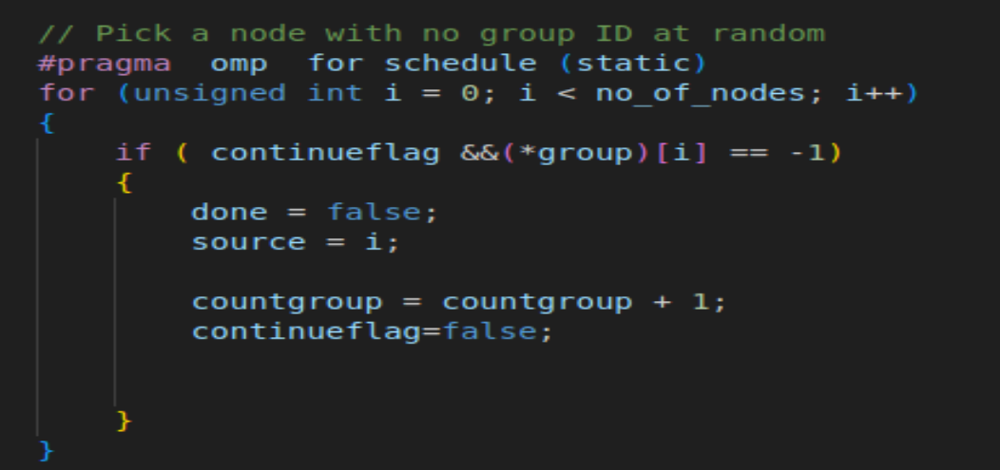 // Pick a node with no group ID at random
#pragma  omp  for schedule (static)
for (unsigned int i = 0; i < no_of_nodes; i++)
{
    if ( continueflag &&(*group)[i] == -1)
    {
        done = false;
        source = i;

        countgroup = countgroup + 1;
        continueflag=false;


    }
}